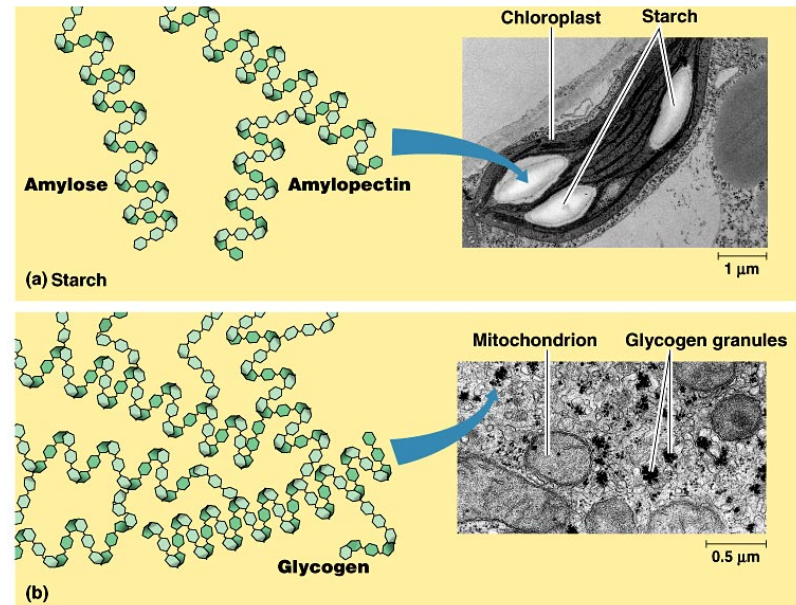 Chloroplast
Starch
Amylose
Amylopectin
1 µm
(a) Starch
Mitochondrion
Glycogen granules
Glycogen
0.5 µm
(b)